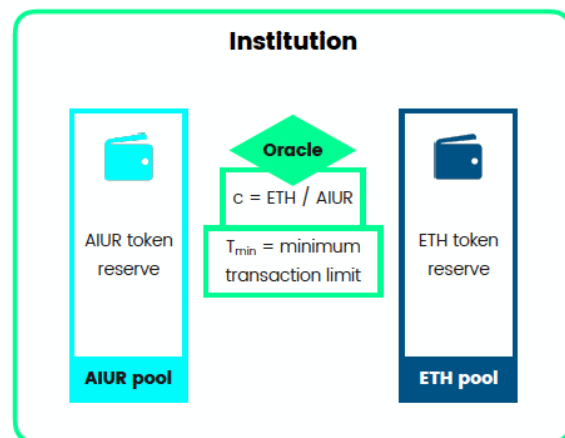 Institution
Oracle
c = ETH / AIUR
AIUR token
reserve
Tmin = minimum
transaction limit
ETH token
reserve
AIUR pool
ETH pool